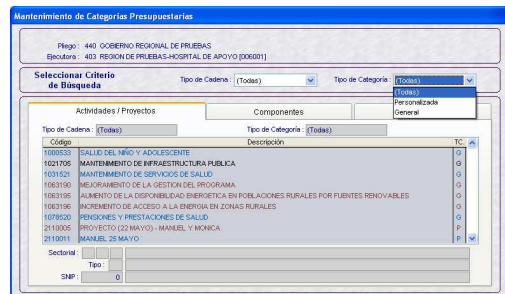 Mantenimiento de Categorías Presupuestarias
Pliego : 440 GOBIERNO REGIONAL DE PRUEBAS
Ejecutora : 403 REGION DE PRUEBAS-HOSPITAL DE APOYO [006001]
Seleccionar Criterio de Búsqueda
Tipo de Cadena : (Todas)
Tipo de Categoría : (Todas)
(Todas)
Personalizada
General
Actividades / Proyectos
Componentes
Tipo de Cadena : (Todas) Tipo de Categoría : (Todas)
Código Descripción TC.
1000533 SALUD DEL NIÑO Y ADOLESCENTE G
1021705 MANTENIMIENTO DE INFRAESTRUCTURA PUBLICA G
1031521 MANTENIMIENTO DE SERVICIOS DE SALUD G
1063190 MEJORAMIENTO DE LA GESTION DEL PROGRAMA G
1063195 AUMENTO DE LA DISPONIBILIDAD ENERGETICA EN POBLACIONES RURALES POR FUENTES RENOVABLES G
1063196 INCREMENTO DE ACCESO A LA ENERGIA EN ZONAS RURALES G
1078520 PENSIONES Y PRESTACIONES DE SALUD G
2110005 PROYECTO (22 MAYO) - MANUEL Y MONICA P
2110011 MANUEL 25 MAYO P
Sectorial :
Tipo :
SNIP : 0